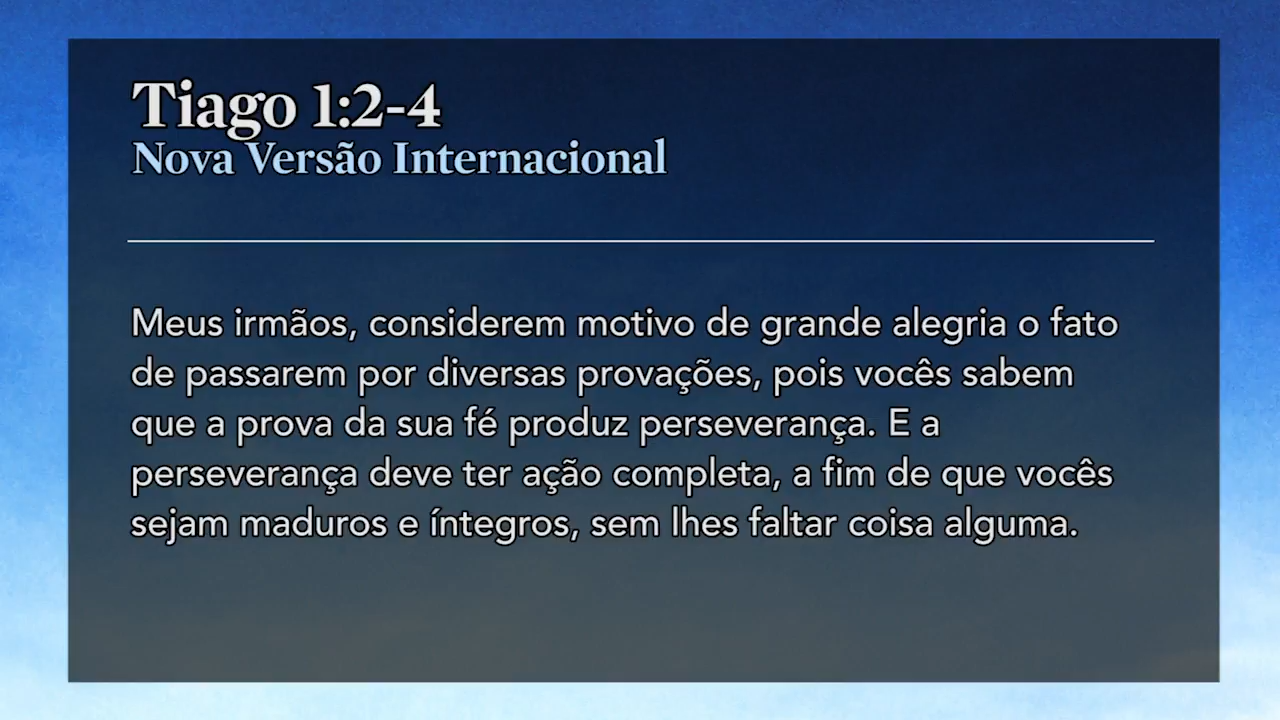 Tiago 1:2-4
Nova Versão Internacional
Meus irmãos, considerem motivo de grande alegria o fato
de passarem por diversas provações, pois vocês sabem
que a prova da sua fé produz perseverança. E a
perseverança deve ter ação completa, a fim de que vocês
sejam maduros e íntegros, sem lhes faltar coisa alguma.